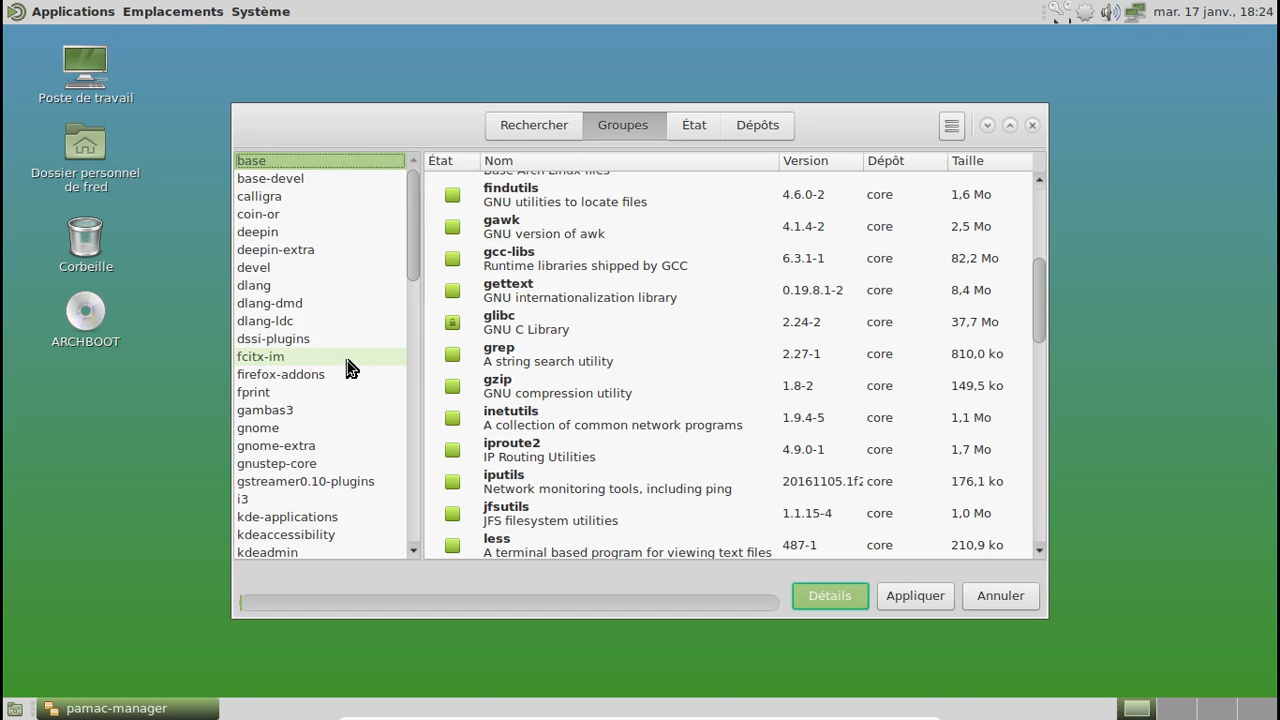 Applications Emplacements Système
mar. 17 janv., 18:24
Poste de travail
Dossier personnel
de fred
Corbeille
ARCHBOOT
Rechercher Groupes État Dépôts
base
base-devel
calligra
coin-or
deepin
deepin-extra
devel
dlang
dlang-dmd
dlang-ldc
dssi-plugins
fcitx-im
firefox-addons
fprint
gambas3
gnome
gnome-extra
gnustep-core
gstreamer0.10-plugins
i3
kde-applications
kdeaccessibility
kdeadmin
État Nom Version Dépôt Taille
Base Arch Linux files
findutils
GNU utilities to locate files
4.6.0-2 core 1,6 Mo
gawk
GNU version of awk
4.1.4-2 core 2,5 Mo
gcc-libs
Runtime libraries shipped by GCC
6.3.1-1 core 82,2 Mo
gettext
GNU internationalization library
0.19.8.1-2 core 8,4 Mo
glibc
GNU C Library
2.24-2 core 37,7 Mo
grep
A string search utility
2.27-1 core 810,0 ko
gzip
GNU compression utility
1.8-2 core 149,5 ko
inetutils
A collection of common network programs
1.9.4-5 core 1,1 Mo
iproute2
IP Routing Utilities
4.9.0-1 core 1,7 Mo
iputils
Network monitoring tools, including ping
20161105.1f2 core 176,1 ko
jfsutils
JFS filesystem utilities
1.1.15-4 core 1,0 Mo
less
A terminal based program for viewing text files
487-1 core 210,9 ko
Détails Appliquer Annuler
pamac-manager